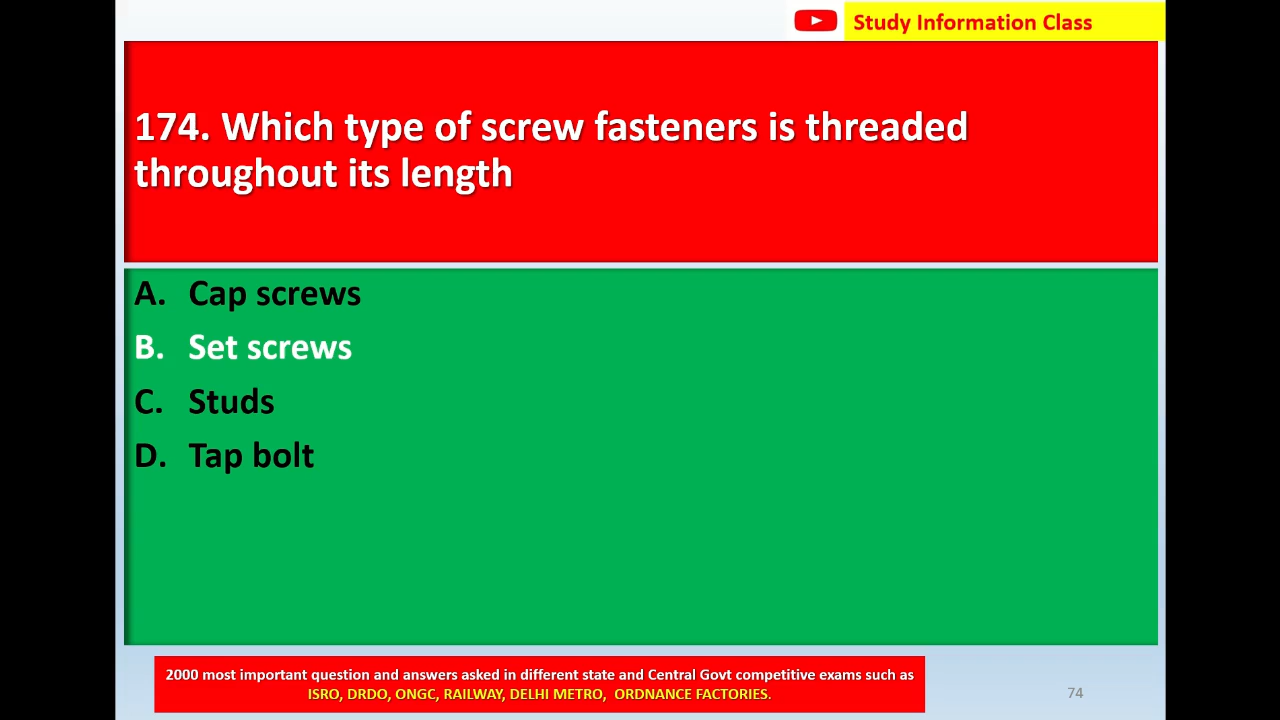 Study Information Class
174. Which type of screw fasteners is threaded
throughout its length
A. Cap screws
B. Set screws
C. Studs
D. Tap bolt
2000 most important question and answers asked in different state and Central Govt competitive exams such as
ISRO, DRDO, ONGC, RAILWAY, DELHI METRO, ORDNANCE FACTORIES.
74